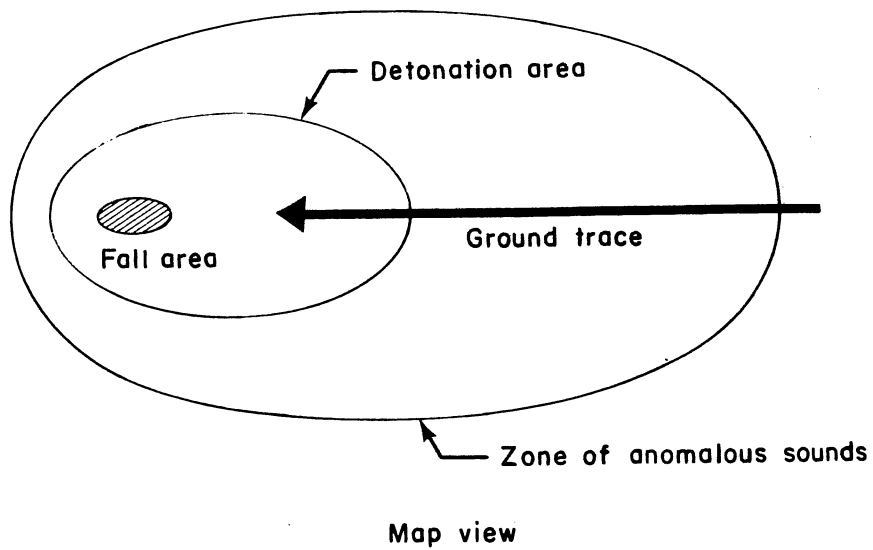 Detonation area
Ground trace
Fall area
Zone of anomalous sounds
Map view